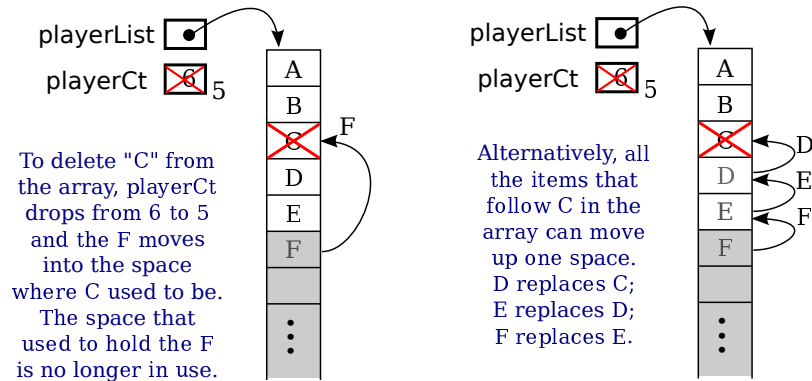 playerList
playerCt
6
5
A
B
C
D
E
F
F
To delete "C" from
the array, playerCt
drops from 6 to 5
and the F moves
into the space
where C used to be.
The space that
used to hold the F
is no longer in use.
playerList
playerCt
6
5
A
B
C
D
E
F
D
E
F
Alternatively, all
the items that
follow C in the
array can move
up one space.
D replaces C;
E replaces D;
F replaces E.